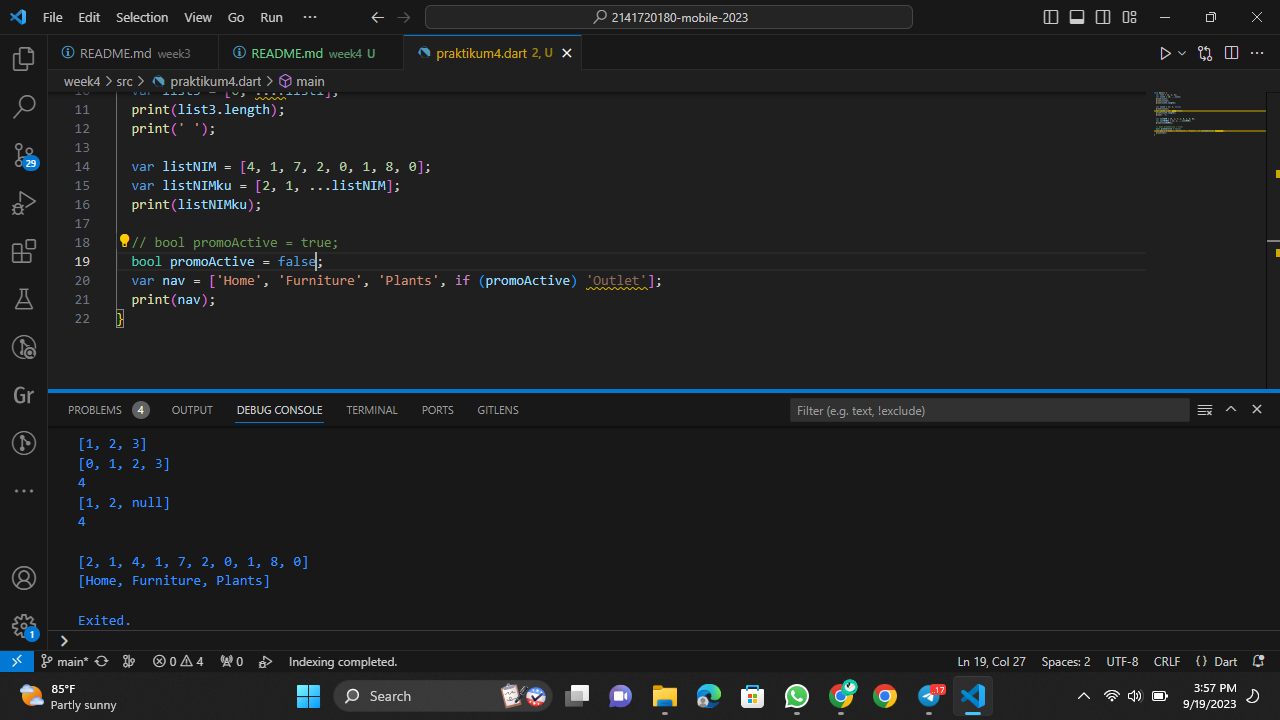 File Edit Selection View Go Run ···
2141720180-mobile-2023
README.md week3
README.md week4 U
praktikum4.dart 2, U
week4 > src > praktikum4.dart > main
10 var list3 = [0, ...?list1];
11 print(list3.length);
12 print(' ');
13
14 var listNIM = [4, 1, 7, 2, 0, 1, 8, 0];
15 var listNIMku = [2, 1, ...listNIM];
16 print(listNIMku);
17
18 // bool promoActive = true;
19 bool promoActive = false;
20 var nav = ['Home', 'Furniture', 'Plants', if (promoActive) 'Outlet'];
21 print(nav);
22 }
PROBLEMS 4 OUTPUT DEBUG CONSOLE TERMINAL PORTS GITLENS
Filter (e.g. text, !exclude)
[1, 2, 3]
[0, 1, 2, 3]
4
[1, 2, null]
4
[2, 1, 4, 1, 7, 2, 0, 1, 8, 0]
[Home, Furniture, Plants]
Exited.
>
29
Gr
1
main* 0 4 0 Indexing completed.
Ln 19, Col 27 Spaces: 2 UTF-8 CRLF {} Dart
85°F
Partly sunny
Search
..17
3:57 PM
9/19/2023